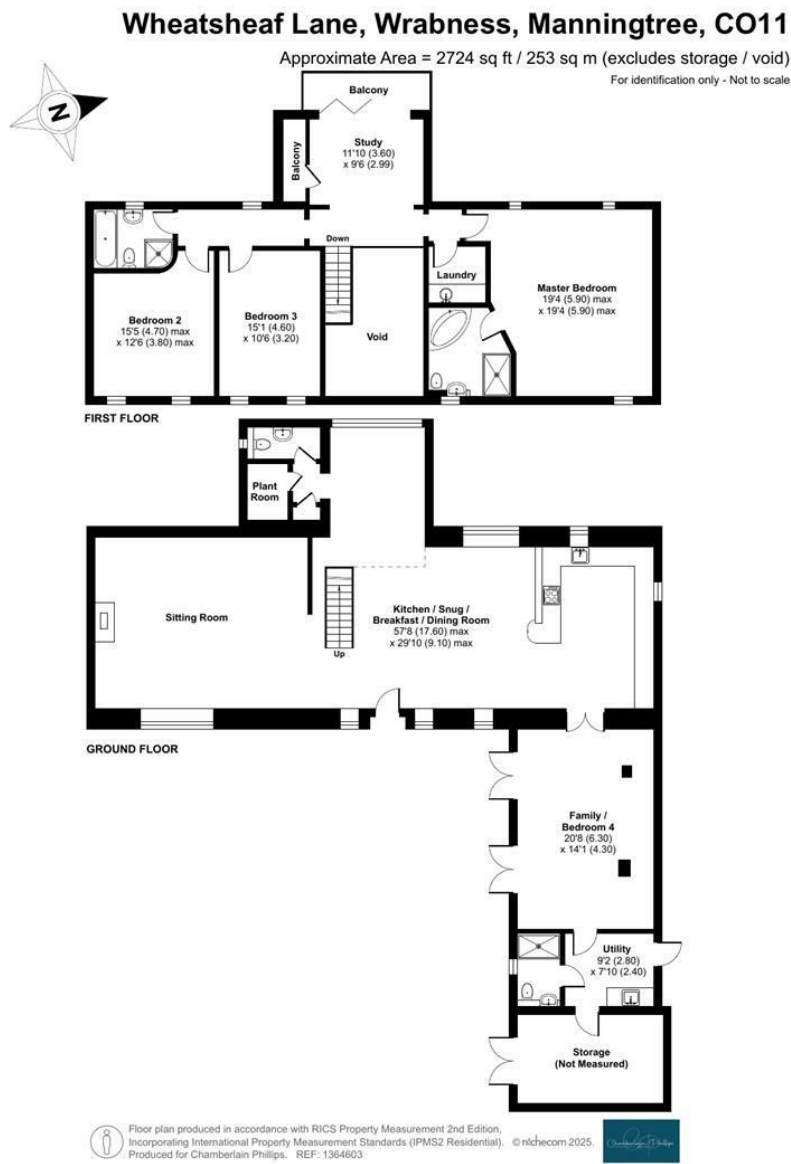 Wheatsheaf Lane, Wrabness, Manningtree, CO11
Approximate Area = 2724 sq ft / 253 sq m (excludes storage / void)
For identification only - Not to scale
N
Balcony
Balcony
Study
11'10 (3.60)
x 9'6 (2.99)
Down
Laundry
Master Bedroom
19'4 (5.90) max
x 19'4 (5.90) max
Bedroom 2
15'5 (4.70) max
x 12'6 (3.80) max
Bedroom 3
15'1 (4.60)
x 10'6 (3.20)
Void
FIRST FLOOR
Plant
Room
Sitting Room
Kitchen / Snug /
Breakfast / Dining Room
57'8 (17.60) max
x 29'10 (9.10) max
Up
GROUND FLOOR
Family /
Bedroom 4
20'8 (6.30)
x 14'1 (4.30)
Utility
9'2 (2.80)
x 7'10 (2.40)
Storage
(Not Measured)
Floor plan produced in accordance with RICS Property Measurement 2nd Edition,
Incorporating International Property Measurement Standards (IPMS2 Residential). © nichecom 2025.
Produced for Chamberlain Phillips. REF: 1364603
Chamberlain Phillips